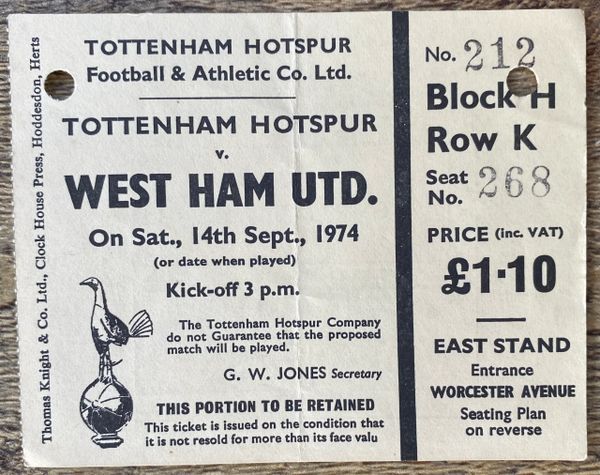 Thomas Knight & Co. Ltd., Clock House Press, Hoddesdon, Herts
TOTTENHAM HOTSPUR
Football & Athletic Co. Ltd.
TOTTENHAM HOTSPUR
v.
WEST HAM UTD.
On Sat., 14th Sept., 1974
(or date when played)
Kick-off 3 p.m.
The Tottenham Hotspur Company
do not Guarantee that the proposed
match will be played.
G. W. JONES Secretary
THIS PORTION TO BE RETAINED
This ticket is issued on the condition that
it is not resold for more than its face valu
No. 212
Block H
Row K
Seat
No. 268
PRICE (inc. VAT)
£1·10
EAST STAND
Entrance
WORCESTER AVENUE
Seating Plan
on reverse